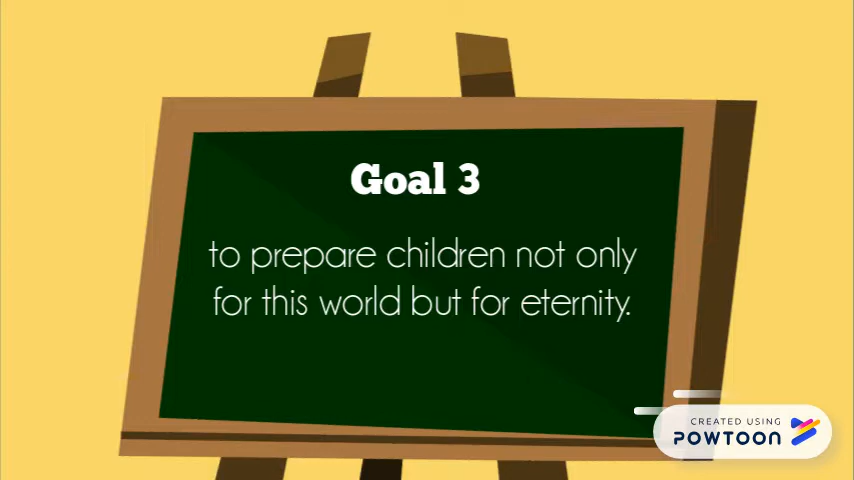 Goal 3
to prepare children not only
for this world but for eternity.
CREATED USING
POWTOON